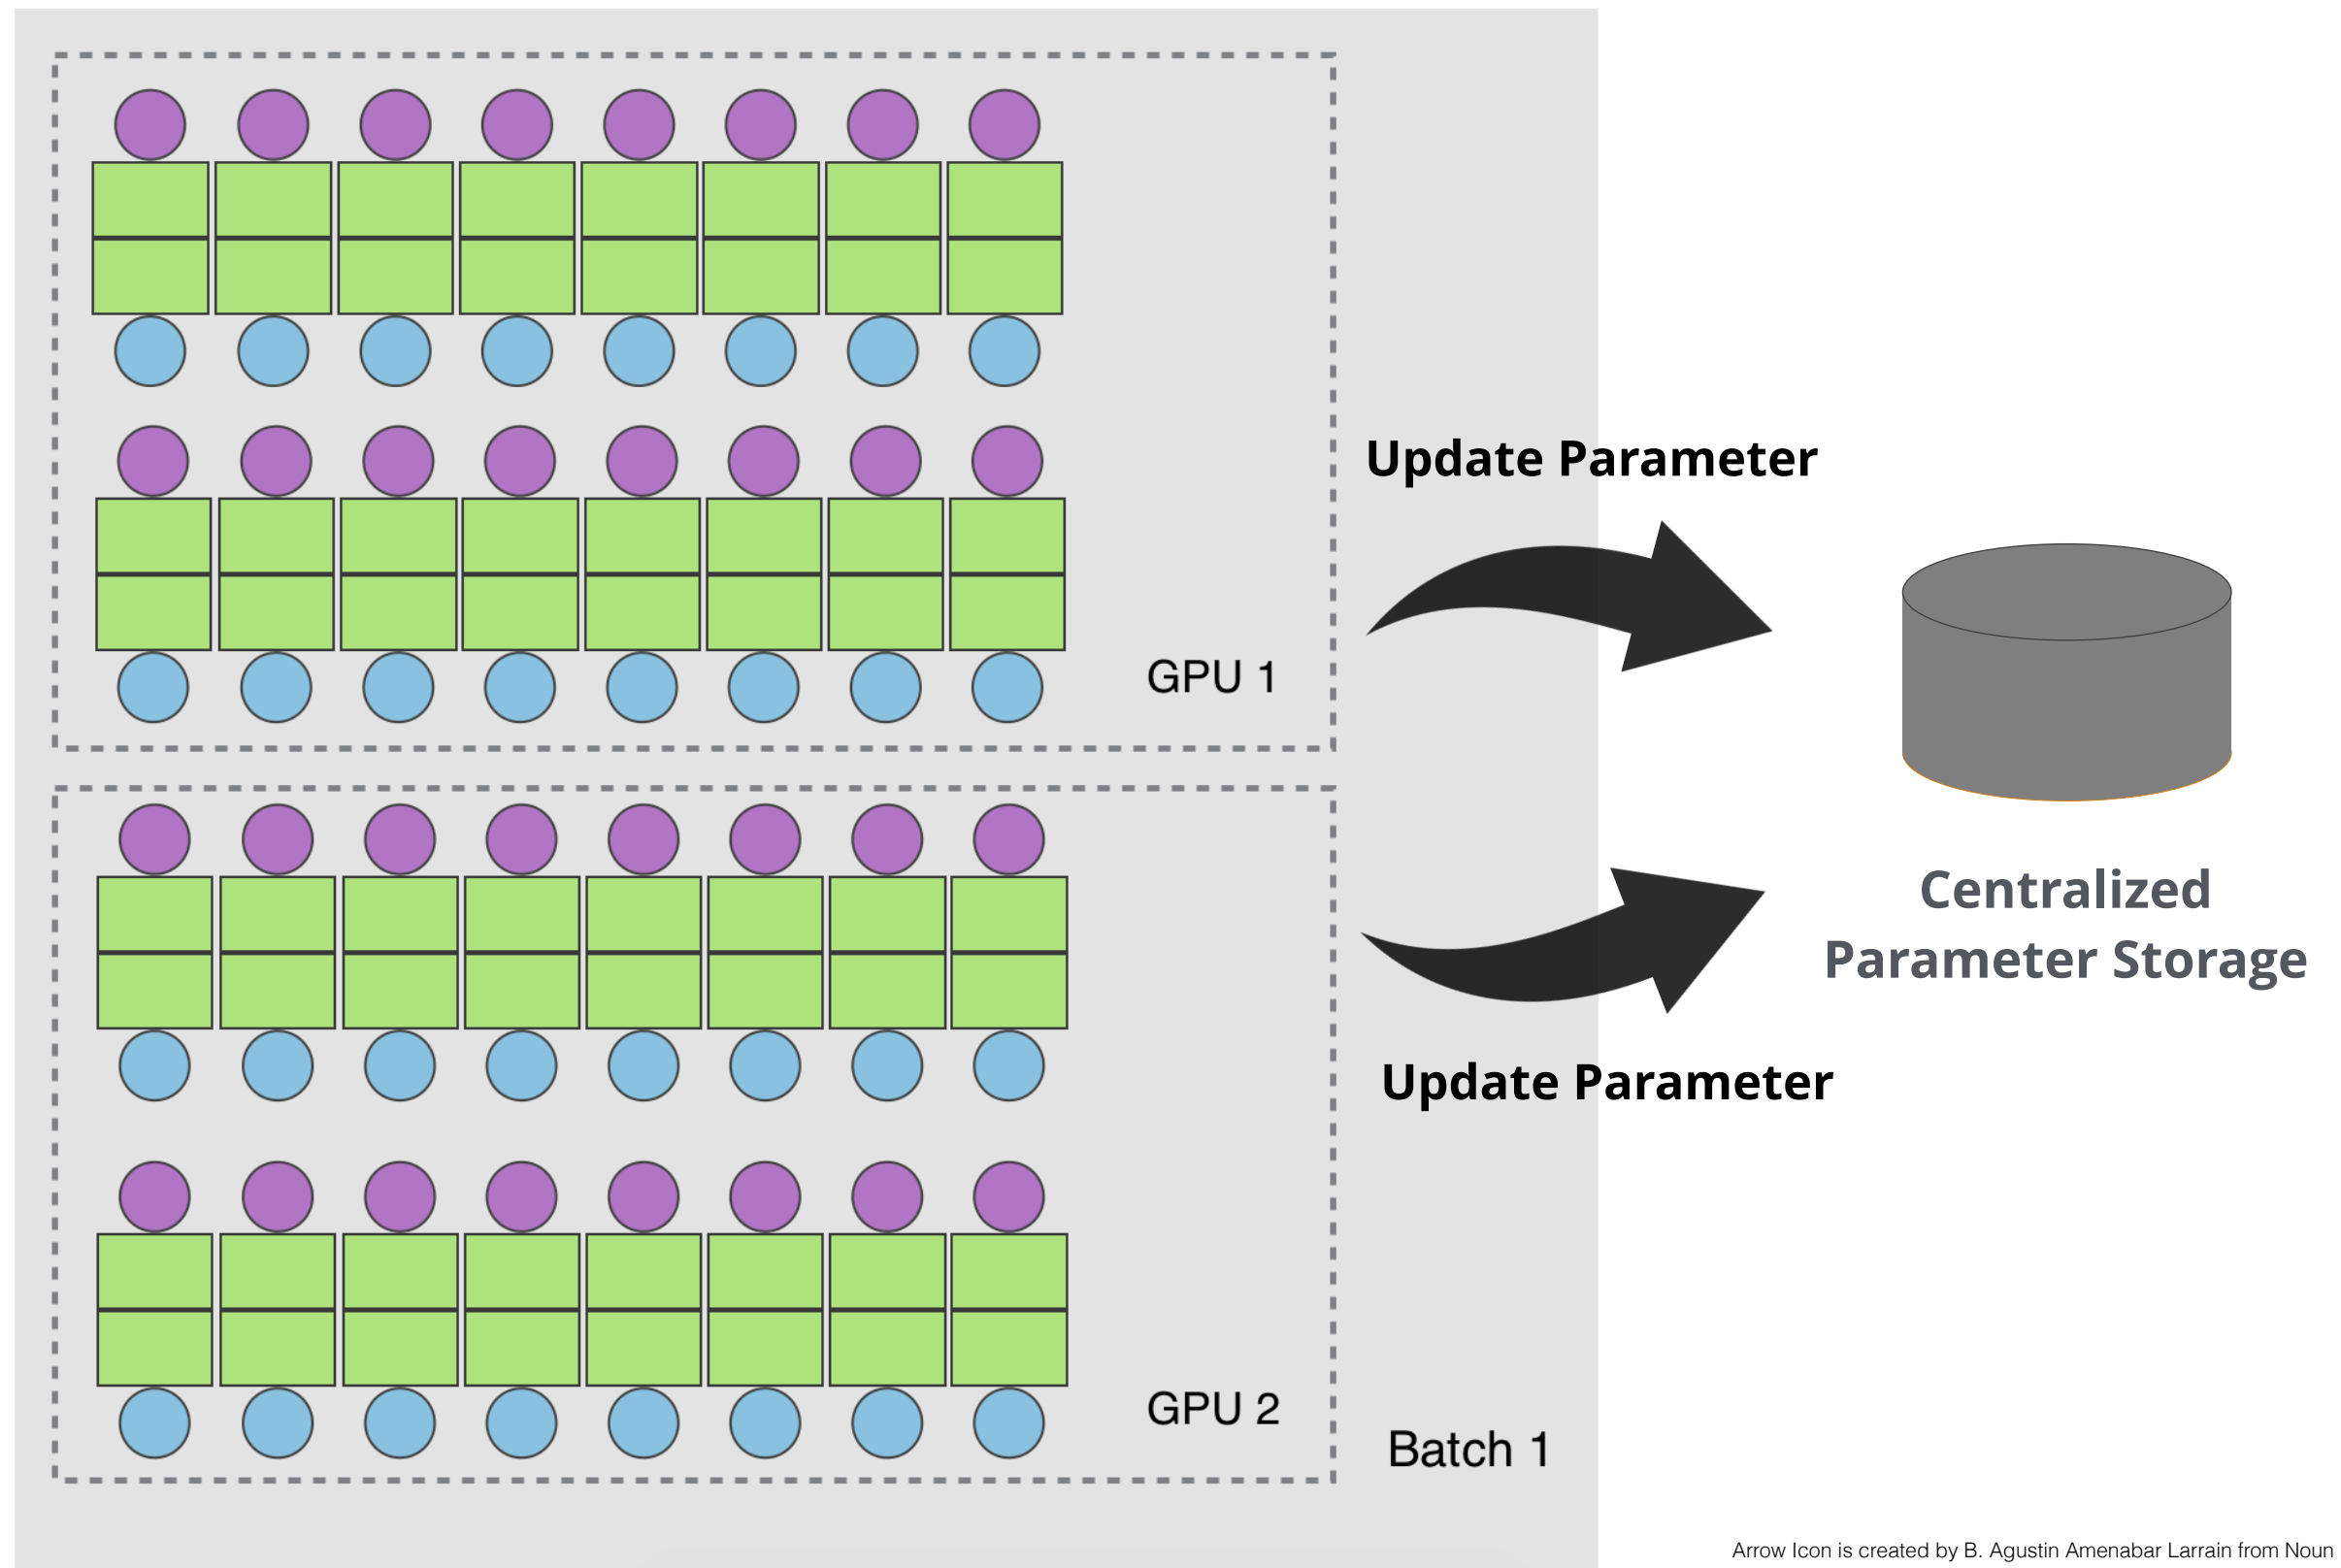 Update Parameter
GPU 1
Centralized
Parameter Storage
Update Parameter
GPU 2
Batch 1
Arrow Icon is created by B. Agustin Amenabar Larrain from Noun